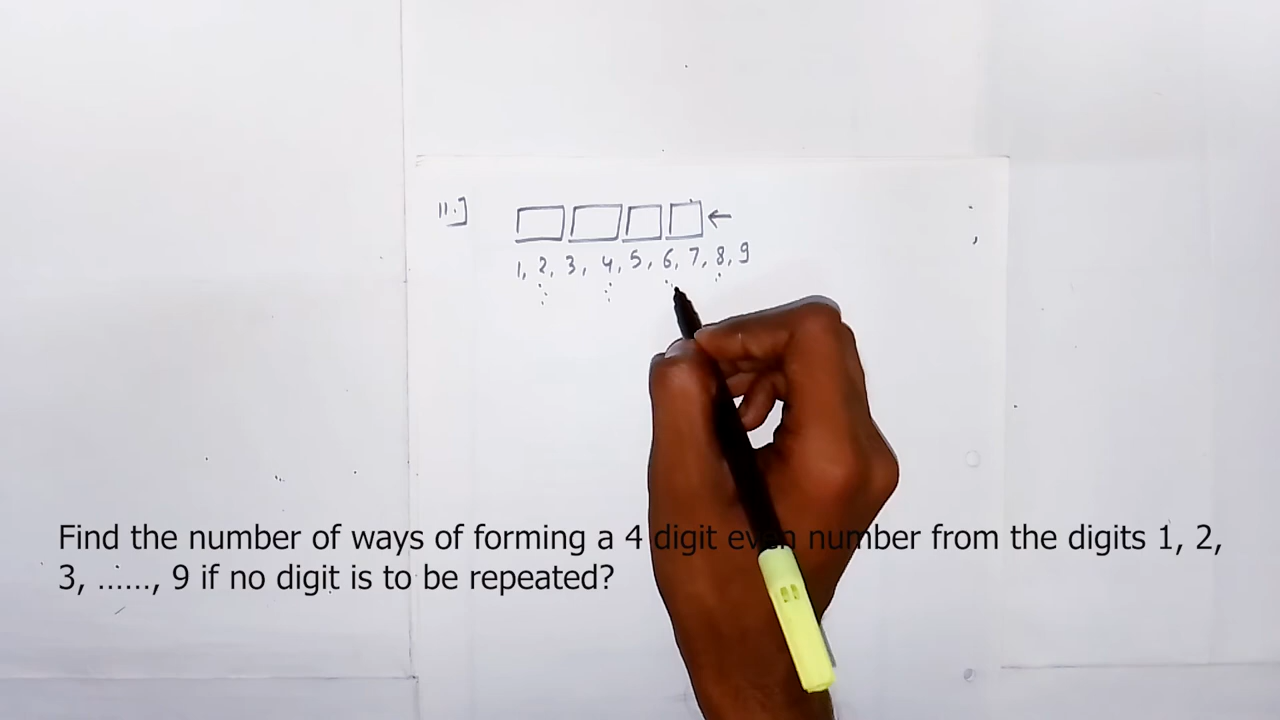 11.]
←
1, 2, 3, 4, 5, 6, 7, 8, 9
Find the number of ways of forming a 4 digit even number from the digits 1, 2,
3, ......, 9 if no digit is to be repeated?